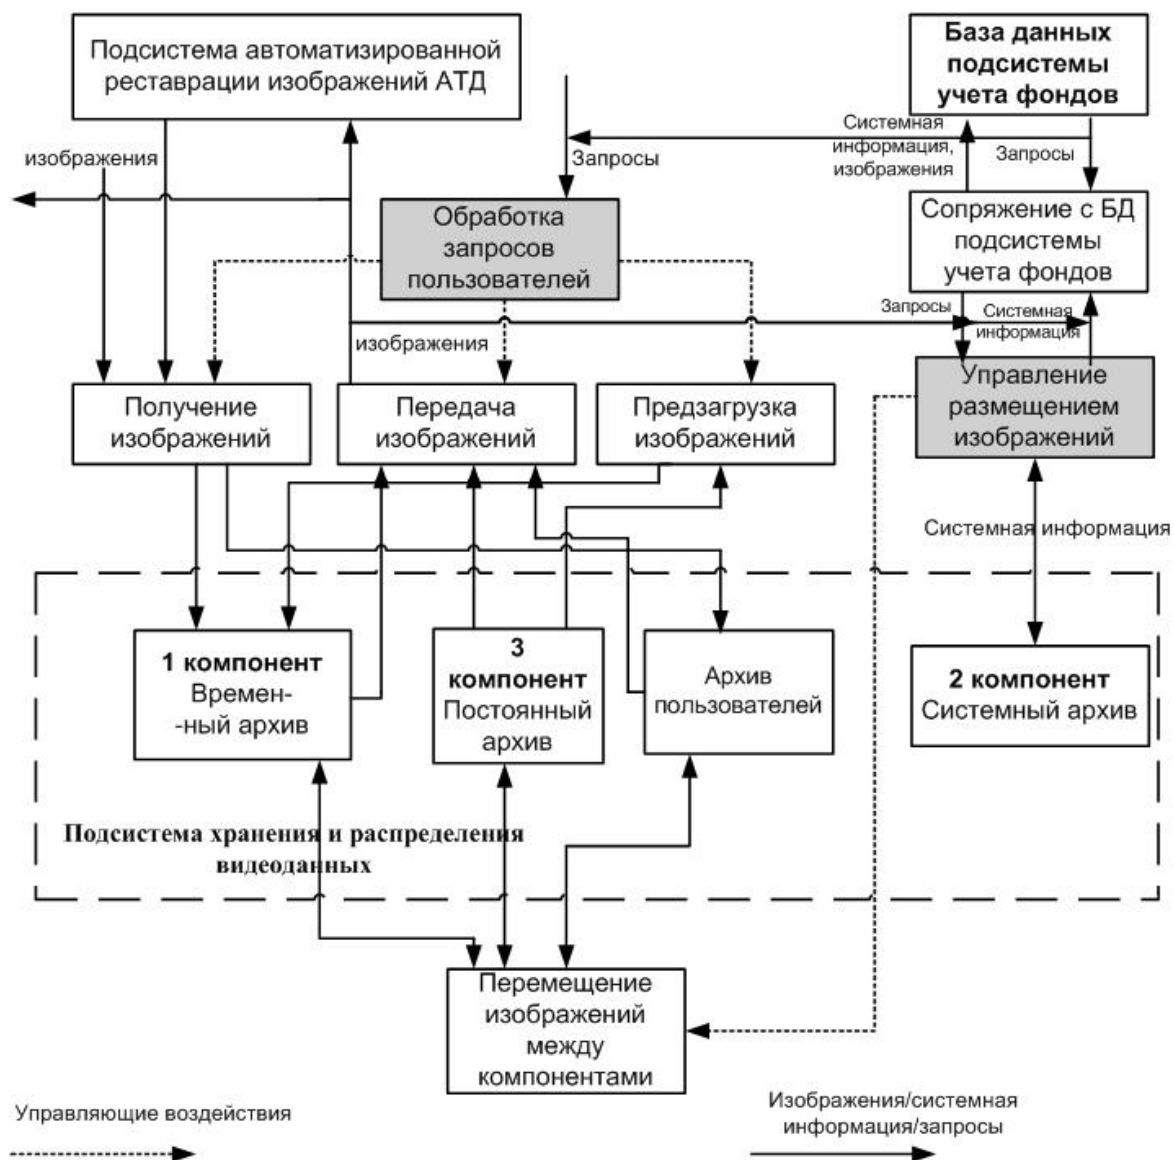 Подсистема автоматизированной
реставрации изображений АТД
База данных
подсистемы
учета фондов
изображения
Запросы
Системная
информация,
изображения
Запросы
Обработка
запросов
пользователей
Сопряжение с БД
подсистемы
учета фондов
Запросы
Системная
информация
изображения
Получение
изображений
Передача
изображений
Предзагрузка
изображений
Управление
размещением
изображений
Системная информация
1 компонент
Времен-
-ный архив
3
компонент
Постоянный
архив
Архив
пользователей
2 компонент
Системный архив
Подсистема хранения и распределения
видеоданных
Перемещение
изображений
между
компонентами
Управляющие воздействия
Изображения/системная
информация/запросы